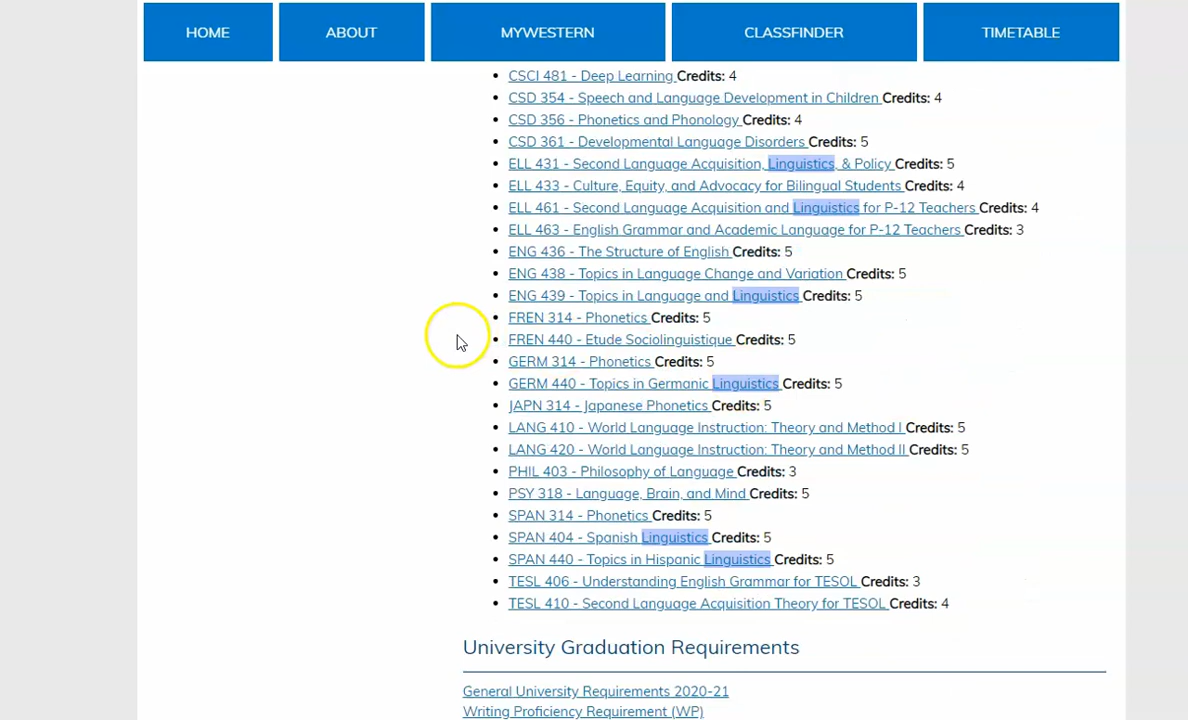 HOME ABOUT MYWESTERN CLASSFINDER TIMETABLE
CSCI 481 - Deep Learning Credits: 4
CSD 354 - Speech and Language Development in Children Credits: 4
CSD 356 - Phonetics and Phonology Credits: 4
CSD 361 - Developmental Language Disorders Credits: 5
ELL 431 - Second Language Acquisition, Linguistics, & Policy Credits: 5
ELL 433 - Culture, Equity, and Advocacy for Bilingual Students Credits: 4
ELL 461 - Second Language Acquisition and Linguistics for P-12 Teachers Credits: 4
ELL 463 - English Grammar and Academic Language for P-12 Teachers Credits: 3
ENG 436 - The Structure of English Credits: 5
ENG 438 - Topics in Language Change and Variation Credits: 5
ENG 439 - Topics in Language and Linguistics Credits: 5
FREN 314 - Phonetics Credits: 5
FREN 440 - Etude Sociolinguistique Credits: 5
GERM 314 - Phonetics Credits: 5
GERM 440 - Topics in Germanic Linguistics Credits: 5
JAPN 314 - Japanese Phonetics Credits: 5
LANG 410 - World Language Instruction: Theory and Method I Credits: 5
LANG 420 - World Language Instruction: Theory and Method II Credits: 5
PHIL 403 - Philosophy of Language Credits: 3
PSY 318 - Language, Brain, and Mind Credits: 5
SPAN 314 - Phonetics Credits: 5
SPAN 404 - Spanish Linguistics Credits: 5
SPAN 440 - Topics in Hispanic Linguistics Credits: 5
TESL 406 - Understanding English Grammar for TESOL Credits: 3
TESL 410 - Second Language Acquisition Theory for TESOL Credits: 4
University Graduation Requirements
General University Requirements 2020-21
Writing Proficiency Requirement (WP)